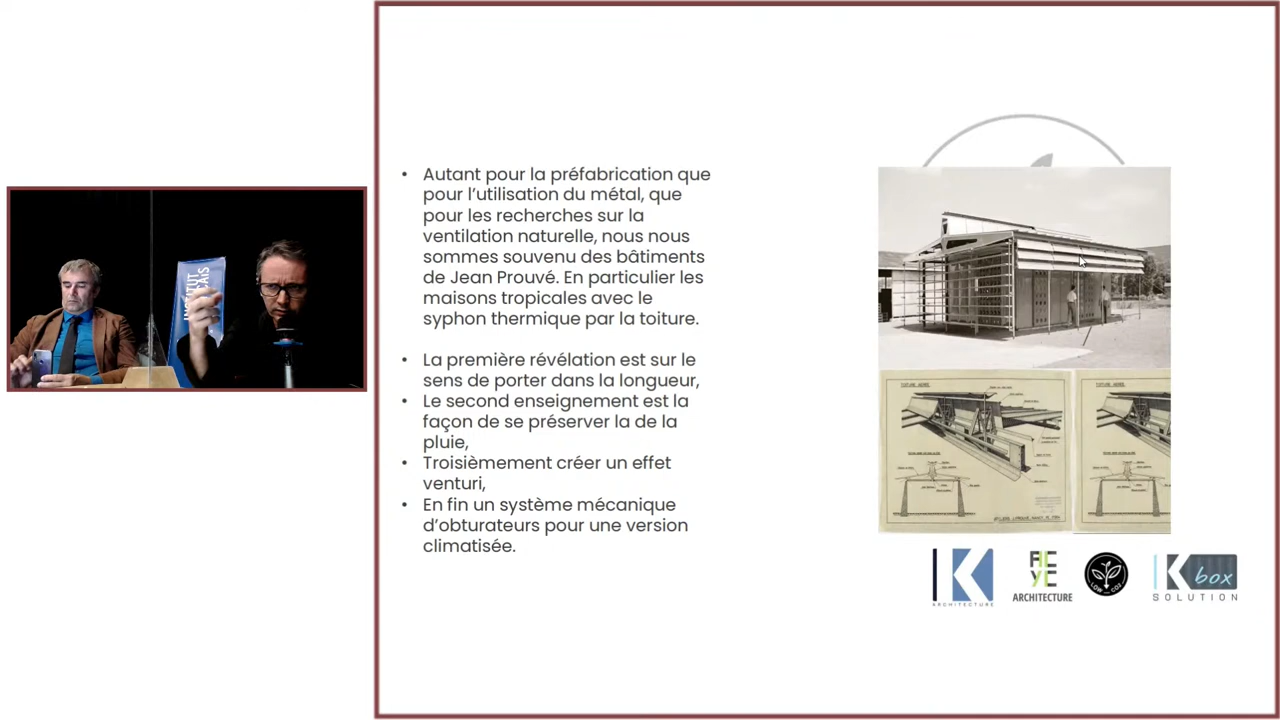 • Autant pour la préfabrication que
pour l’utilisation du métal, que
pour les recherches sur la
ventilation naturelle, nous nous
sommes souvenu des bâtiments
de Jean Prouvé. En particulier les
maisons tropicales avec le
syphon thermique par la toiture.
• La première révélation est sur le
sens de porter dans la longueur,
• Le second enseignement est la
façon de se préserver la de la
pluie,
• Troisièmement créer un effet
venturi,
• En fin un système mécanique
d’obturateurs pour une version
climatisée.
K
ARCHITECTURE
ARCHITECTURE
LOW CO2
K box
SOLUTION